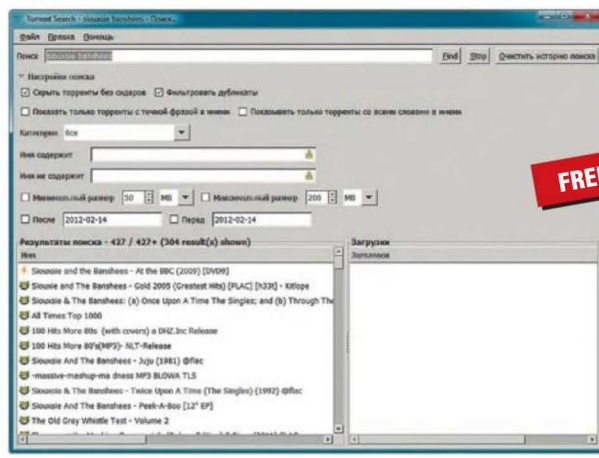 Torrent Search - siouxsie banshees - Поиск...
Файл Правка Помощь
Поиск siouxsie banshees Find Stop Очистить историю поиска
Настройки поиска
Скрыть торренты без сидеров Фильтровать дубликаты
Показать только торренты с точной фразой в имени Показывать только торренты со всеми словами в имени
Категория Все
Имя содержит
Имя не содержит
Минимальный размер 50 MB Максимальный размер 200 MB
После 2012-02-14 Перед 2012-02-14
FREE
Результаты поиска - 427 / 427+ (304 result(s) shown) Загрузки
Имя Заголовок
Siouxsie and the Banshees - At the BBC (2009) [DVD9]
Siouxsie and The Banshees - Gold 2005 (Greatest Hits) [FLAC] [h33t] - Kitlope
Siouxsie & The Banshees: (a) Once Upon A Time The Singles; and (b) Through The
All Times Top 1000
100 Hits More 80s (with covers) a DHZ.Inc Release
100 Hits More 80's(MP3)- NLT-Release
Siouxsie And The Banshees - Juju (1981) @flac
-massive-mashup-ma dness MP3 BLOWA TLS
Siouxsie & The Banshees - Twice Upon A Time (The Singles) (1992) @flac
Siouxsie And The Banshees - Peek-A-Boo [12" EP]
The Old Grey Whistle Test - Volume 2